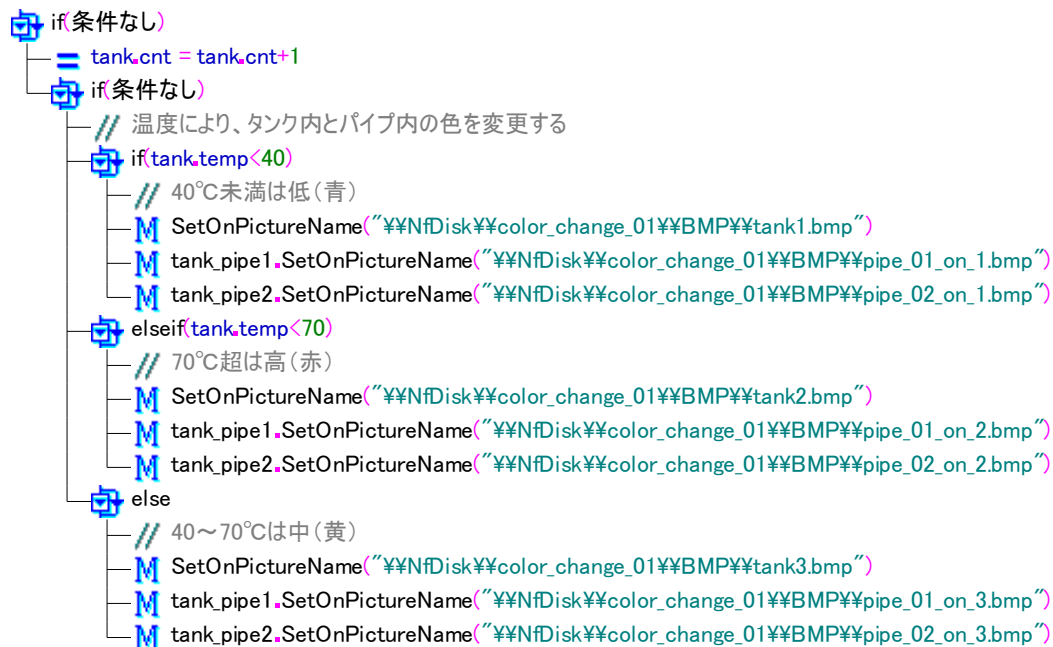 if(条件なし)
tank.cnt = tank.cnt+1
if(条件なし)
// 温度により、タンク内とパイプ内の色を変更する
if(tank.temp<40)
// 40℃未満は低（青）
M SetOnPictureName("¥¥NfDisk¥¥color_change_01¥¥BMP¥¥tank1.bmp")
M tank_pipe1.SetOnPictureName("¥¥NfDisk¥¥color_change_01¥¥BMP¥¥pipe_01_on_1.bmp")
M tank_pipe2.SetOnPictureName("¥¥NfDisk¥¥color_change_01¥¥BMP¥¥pipe_02_on_1.bmp")
elseif(tank.temp<70)
// 70℃超は高（赤）
M SetOnPictureName("¥¥NfDisk¥¥color_change_01¥¥BMP¥¥tank2.bmp")
M tank_pipe1.SetOnPictureName("¥¥NfDisk¥¥color_change_01¥¥BMP¥¥pipe_01_on_2.bmp")
M tank_pipe2.SetOnPictureName("¥¥NfDisk¥¥color_change_01¥¥BMP¥¥pipe_02_on_2.bmp")
else
// 40～70℃は中（黄）
M SetOnPictureName("¥¥NfDisk¥¥color_change_01¥¥BMP¥¥tank3.bmp")
M tank_pipe1.SetOnPictureName("¥¥NfDisk¥¥color_change_01¥¥BMP¥¥pipe_01_on_3.bmp")
M tank_pipe2.SetOnPictureName("¥¥NfDisk¥¥color_change_01¥¥BMP¥¥pipe_02_on_3.bmp")